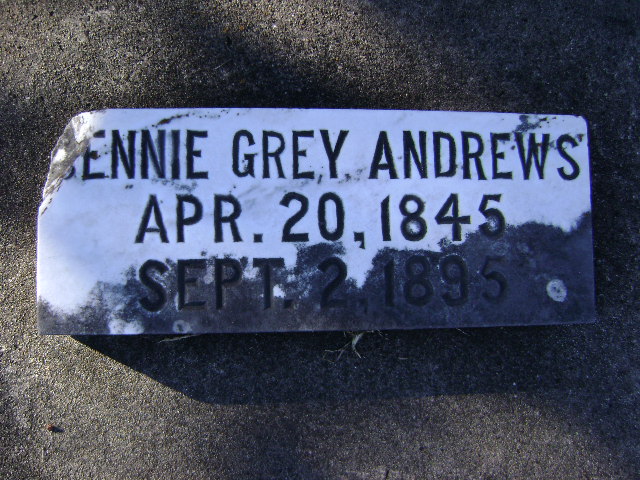 JENNIE GREY ANDREWS
APR. 20, 1845
SEPT. 2, 1895